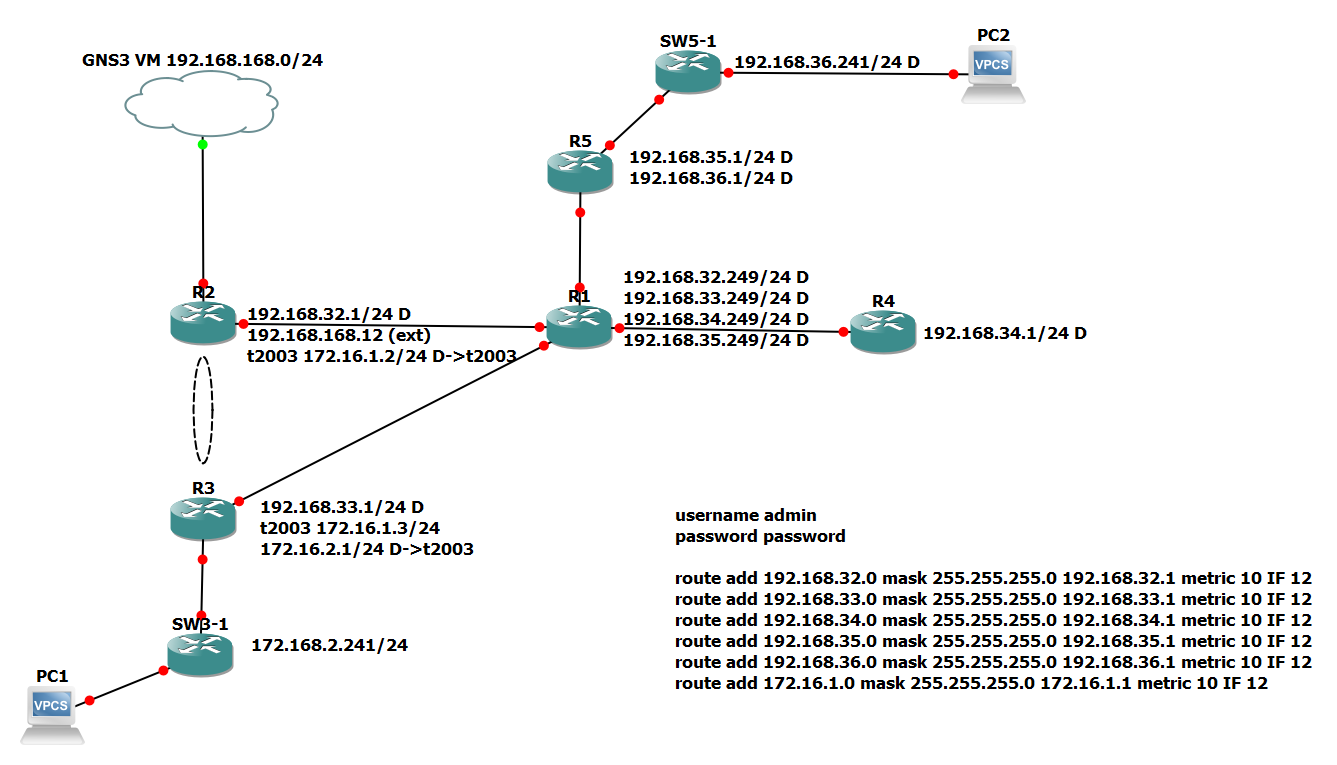 SW5-1
PC2
GNS3 VM 192.168.168.0/24
192.168.36.241/24 D
VPCS
R5
192.168.35.1/24 D
192.168.36.1/24 D
R2
192.168.32.1/24 D
192.168.168.12 (ext)
t2003 172.16.1.2/24 D->t2003
R1
192.168.32.249/24 D
192.168.33.249/24 D
192.168.34.249/24 D
192.168.35.249/24 D
R4
192.168.34.1/24 D
R3
192.168.33.1/24 D
t2003 172.16.1.3/24
172.16.2.1/24 D->t2003
username admin
password password
route add 192.168.32.0 mask 255.255.255.0 192.168.32.1 metric 10 IF 12
route add 192.168.33.0 mask 255.255.255.0 192.168.33.1 metric 10 IF 12
route add 192.168.34.0 mask 255.255.255.0 192.168.34.1 metric 10 IF 12
route add 192.168.35.0 mask 255.255.255.0 192.168.35.1 metric 10 IF 12
route add 192.168.36.0 mask 255.255.255.0 192.168.36.1 metric 10 IF 12
route add 172.16.1.0 mask 255.255.255.0 172.16.1.1 metric 10 IF 12
SW3-1
172.168.2.241/24
PC1
VPCS